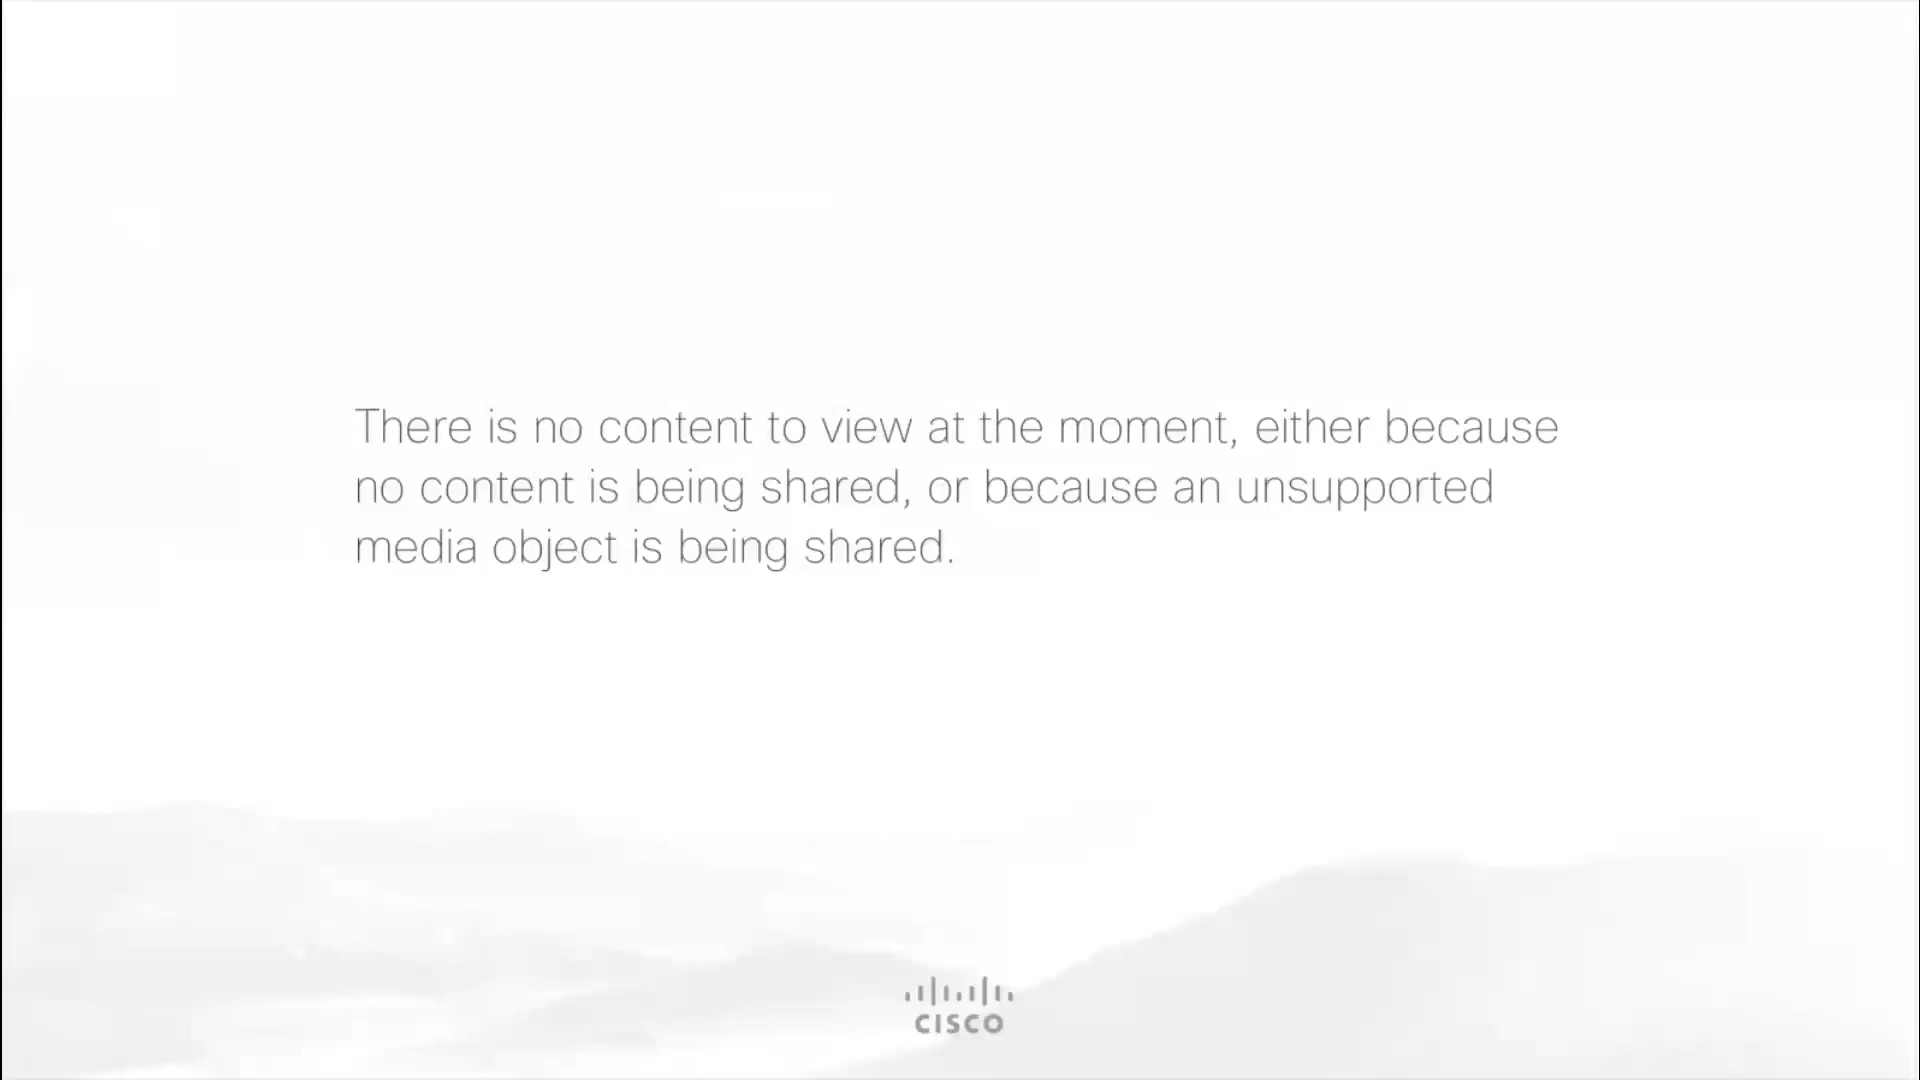 There is no content to view at the moment, either because
no content is being shared, or because an unsupported
media object is being shared.
CISCO